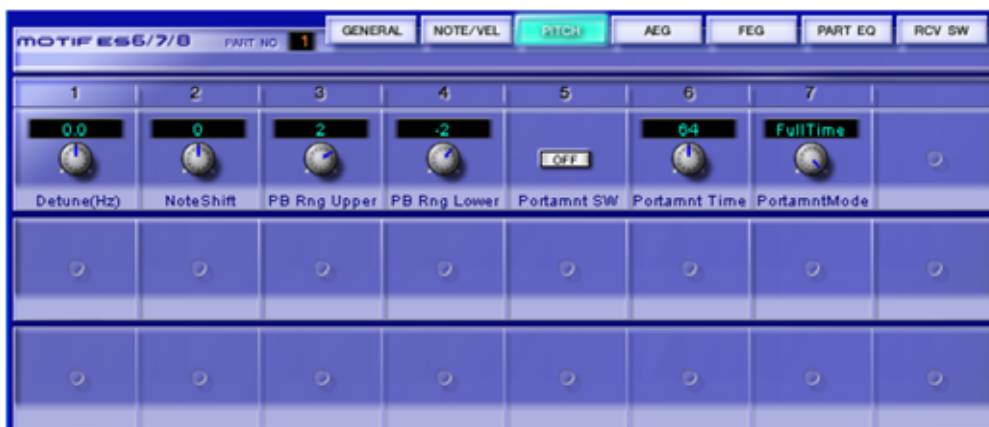 MOTIF ES6/7/8 PART NO 1 GENERAL NOTE/VEL PITCH AEG FEG PART EQ RCV SW
1 2 3 4 5 6 7
0.0 0 2 -2 OFF 64 FullTime
Detune(Hz) NoteShift PB Rng Upper PB Rng Lower Portamnt SW Portamnt Time PortamntMode